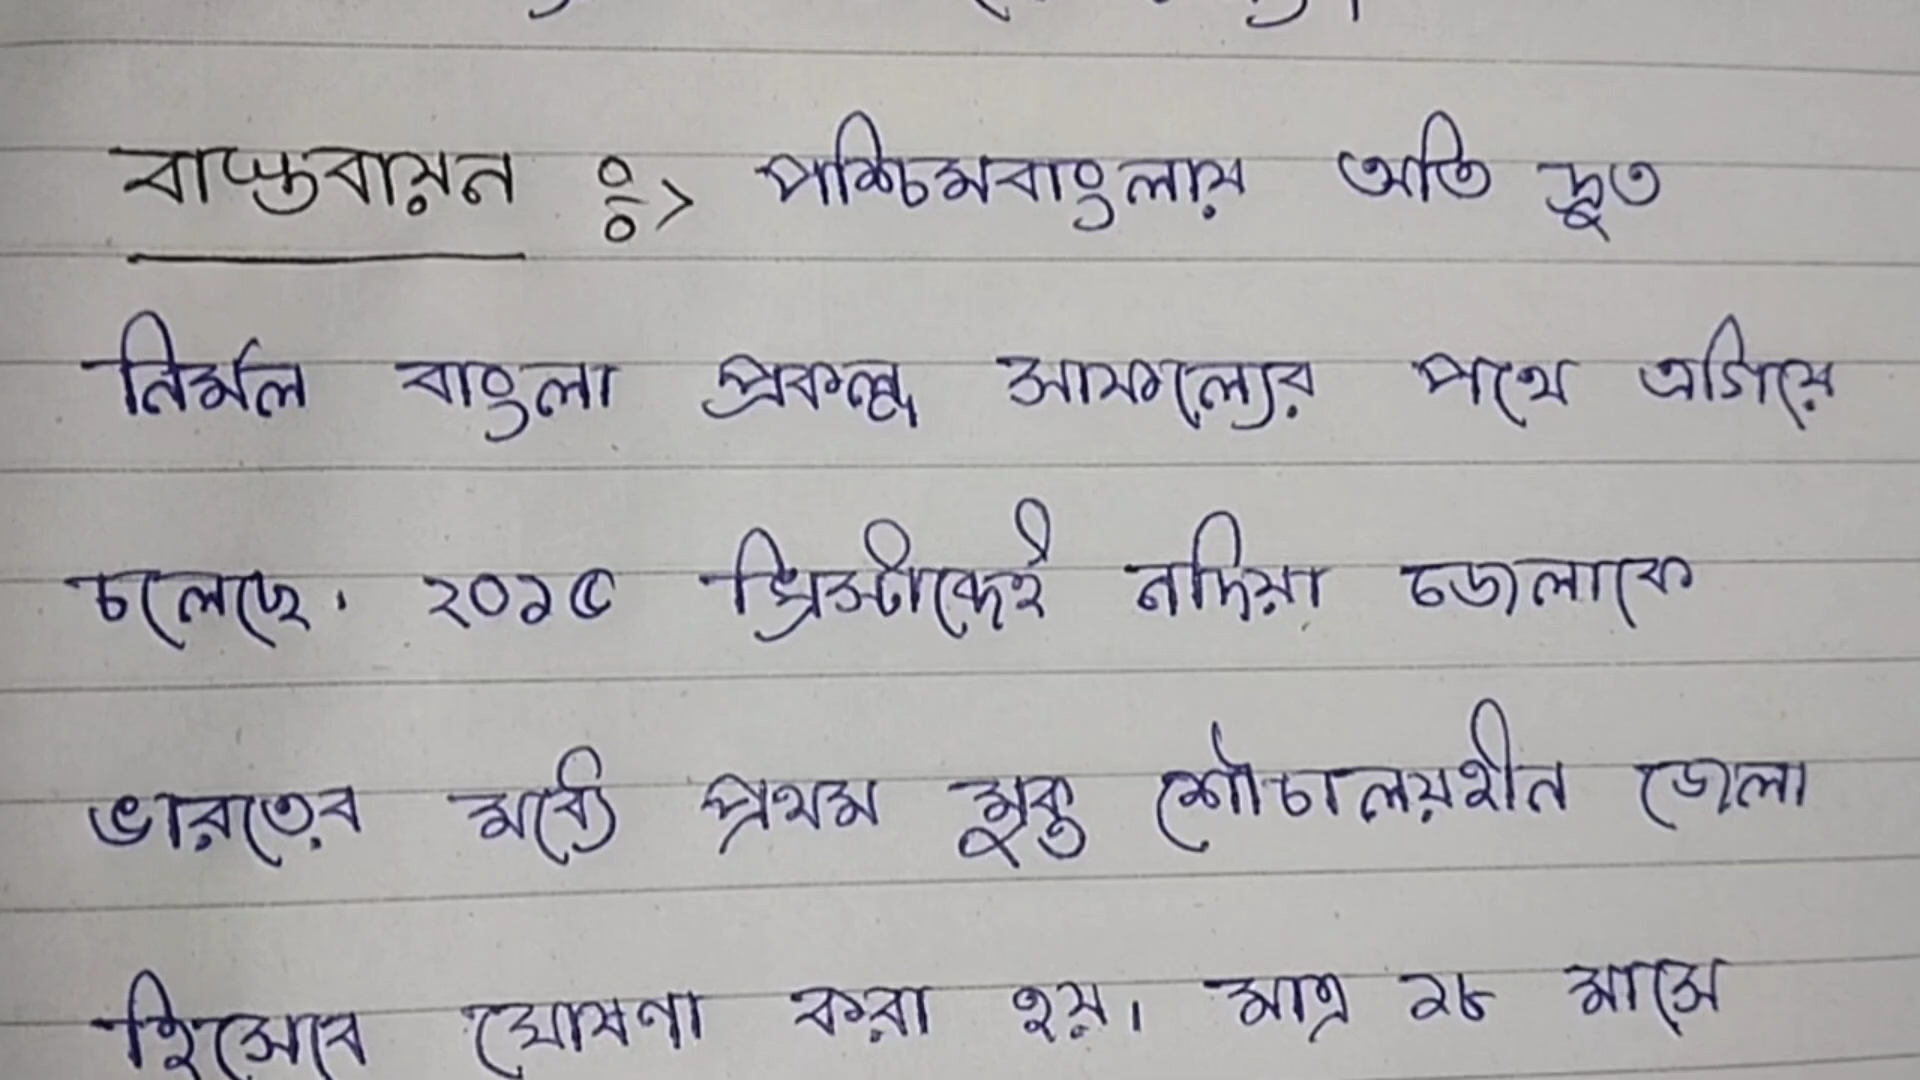 বাস্তবায়ন ঃ> পশ্চিমবাংলায় অতি দ্রুত
নির্মল বাংলা প্রকল্প সাফল্যের পথে এগিয়ে
চলেছে. ২০১৫ খ্রিস্টাব্দেই নদিয়া জেলাকে
ভারতের মধ্যে প্রথম মুক্ত শৌচালয়হীন জেলা
হিসেবে ঘোষণা করা হয়। মাত্র ১৮ মাসে